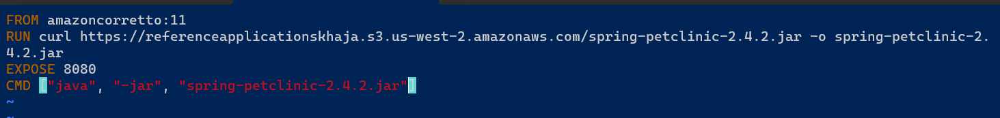 FROM amazoncorretto:11
RUN curl https://referenceapplicationskhaja.s3.us-west-2.amazonaws.com/spring-petclinic-2.4.2.jar -o spring-petclinic-2.
4.2.jar
EXPOSE 8080
CMD ["java", "-jar", "spring-petclinic-2.4.2.jar"]
~
~